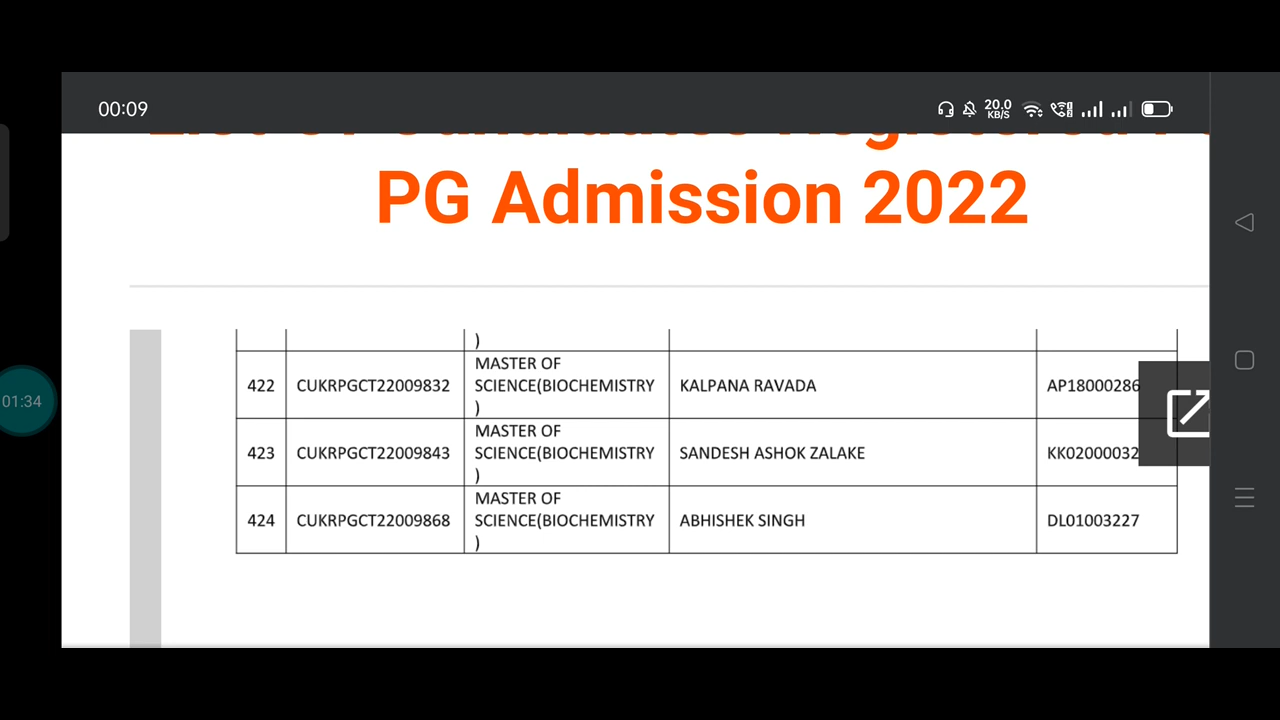 00:09
20.0
KB/S
PG Admission 2022
)
MASTER OF
422 CUKRPGCT22009832 SCIENCE(BIOCHEMISTRY KALPANA RAVADA AP18000286
)
MASTER OF
423 CUKRPGCT22009843 SCIENCE(BIOCHEMISTRY SANDESH ASHOK ZALAKE KK02000032
)
01:34
MASTER OF
424 CUKRPGCT22009868 SCIENCE(BIOCHEMISTRY ABHISHEK SINGH DL01003227
)